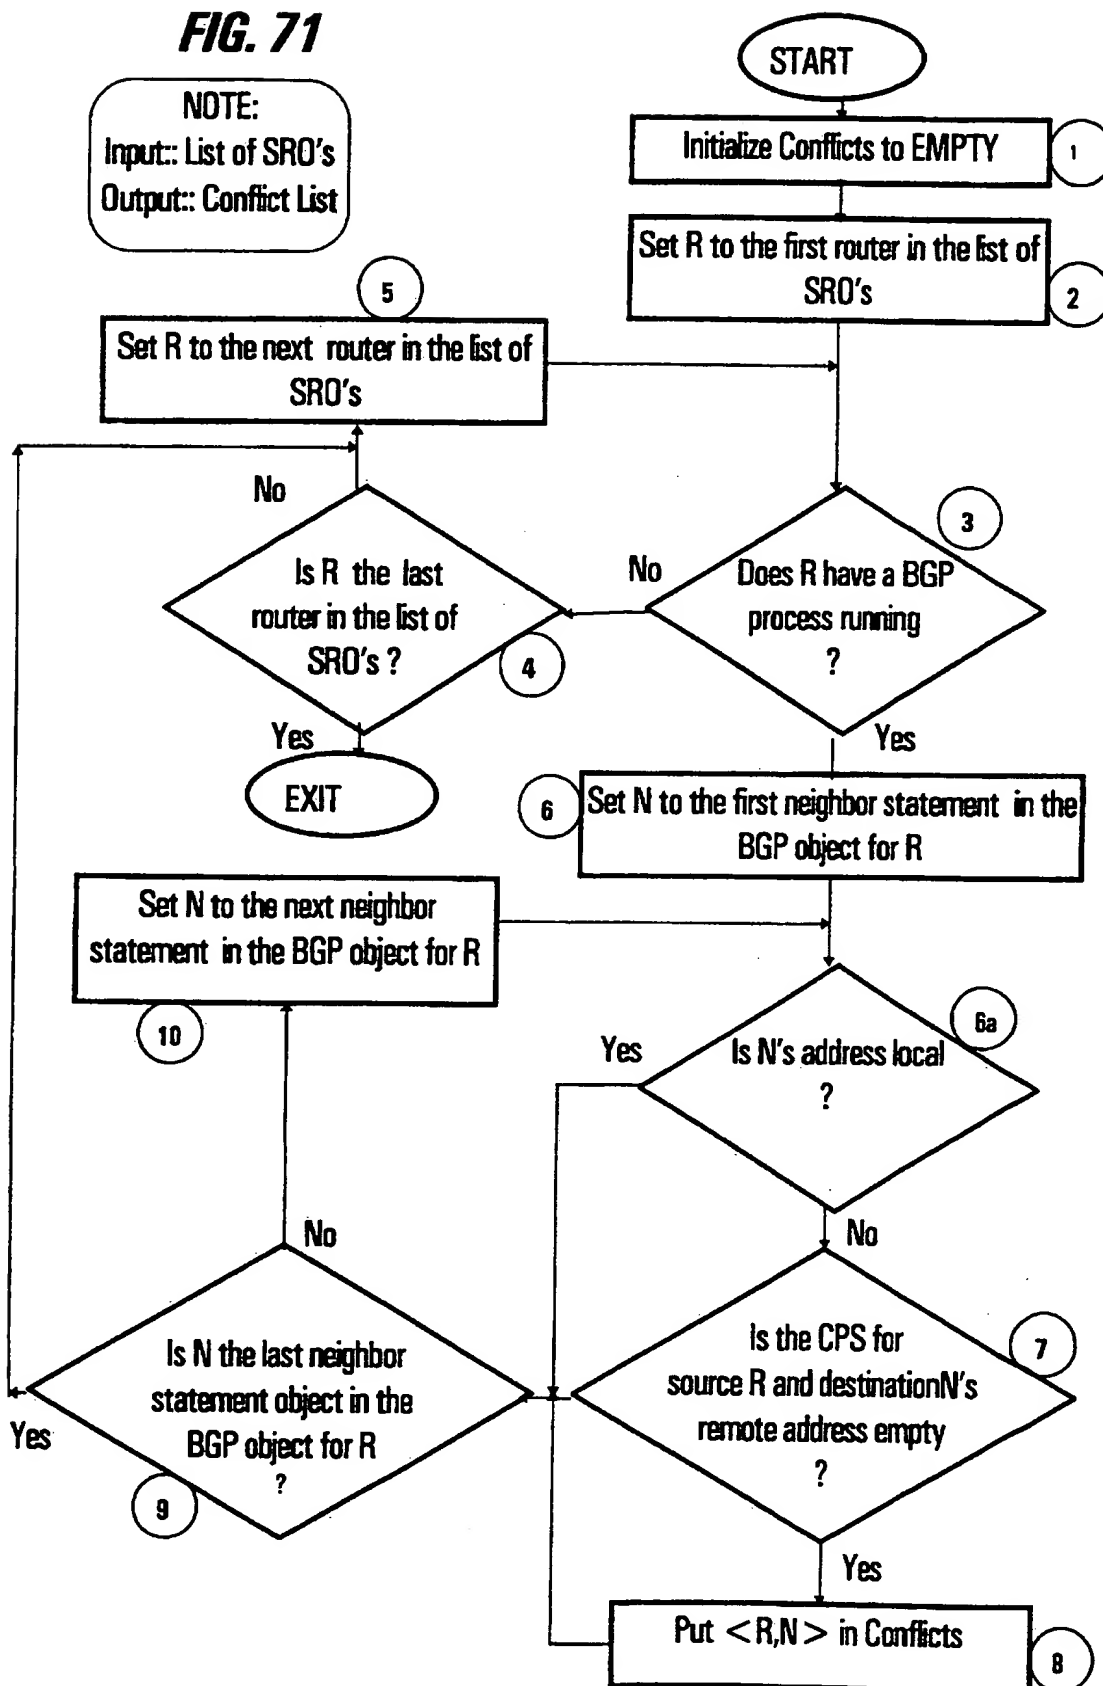 FIG. 71
START
NOTE:
Input:: List of SRO's
Output:: Conflict List
Initialize Conflicts to EMPTY
1
Set R to the first router in the list of
SRO's
2
5
Set R to the next router in the list of
SRO's
No
3
Is R the last
router in the list of
SRO's ?
4
No
Does R have a BGP
process running
?
Yes
EXIT
Yes
6
Set N to the first neighbor statement in the
BGP object for R
Set N to the next neighbor
statement in the BGP object for R
10
6a
Yes
Is N's address local
?
No
No
Is N the last neighbor
statement object in the
BGP object for R
?
Yes
9
7
Is the CPS for
source R and destinationN's
remote address empty
?
Yes
Put <R,N> in Conflicts
8